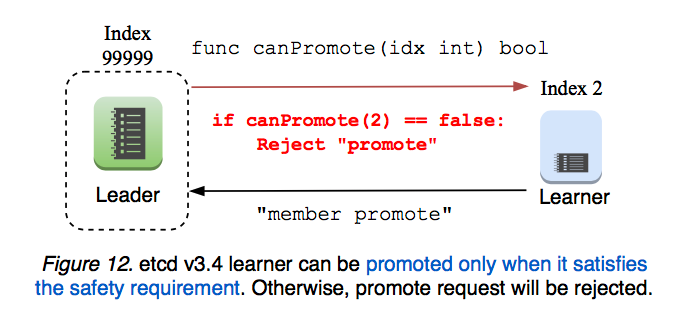 Index
99999
func canPromote(idx int) bool
Index 2
if canPromote(2) == false:
Reject "promote"
Leader
Learner
"member promote"
Figure 12. etcd v3.4 learner can be promoted only when it satisfies
the safety requirement. Otherwise, promote request will be rejected.